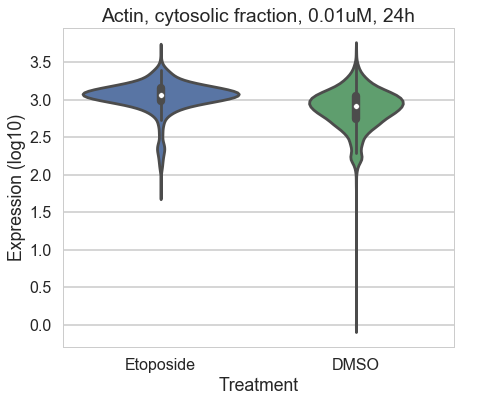 Actin, cytosolic fraction, 0.01uM, 24h
Expression (log10)
3.5
3.0
2.5
2.0
1.5
1.0
0.5
0.0
Etoposide DMSO
Treatment